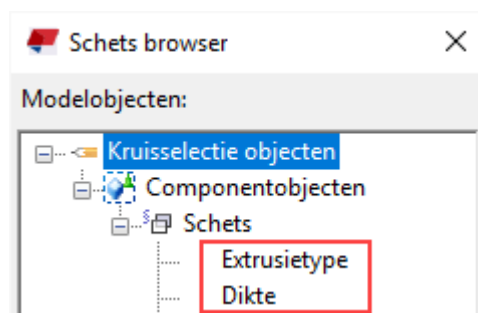 Schets browser
Modelobjecten:
Kruisselectie objecten
Componentobjecten
§ Schets
Extrusietype
Dikte